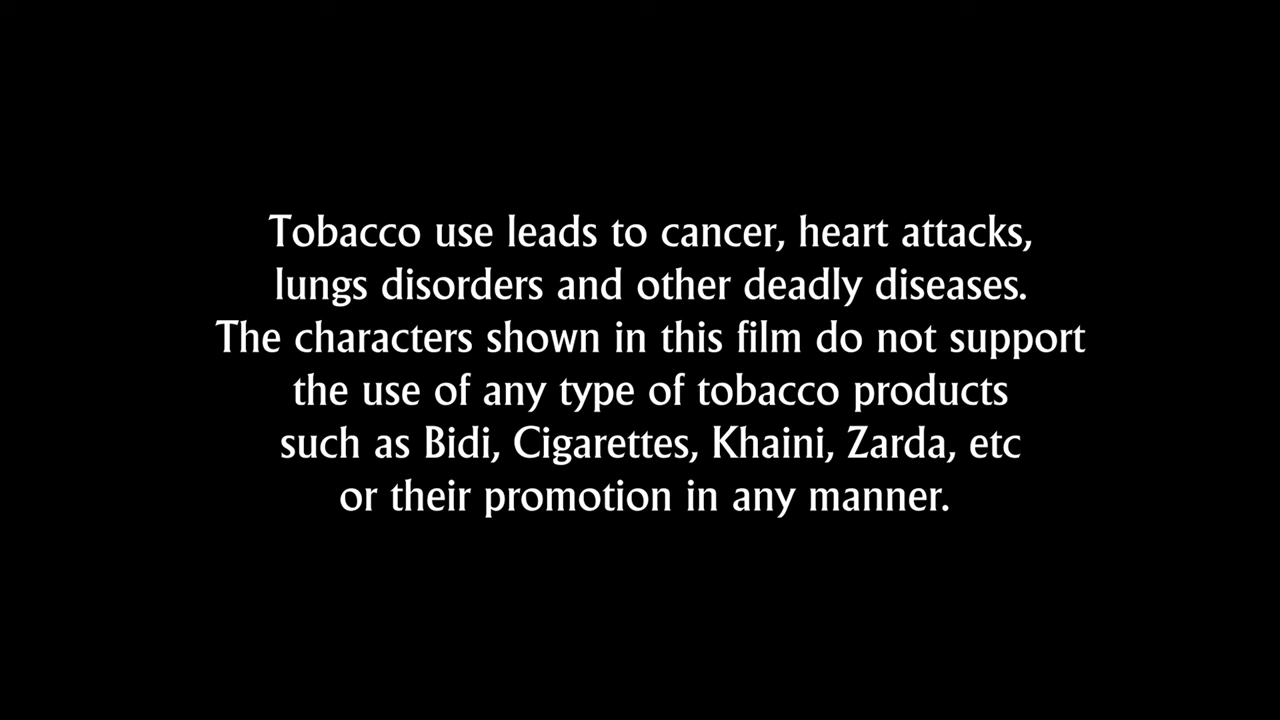 Tobacco use leads to cancer, heart attacks,
lungs disorders and other deadly diseases.
The characters shown in this film do not support
the use of any type of tobacco products
such as Bidi, Cigarettes, Khaini, Zarda, etc
or their promotion in any manner.